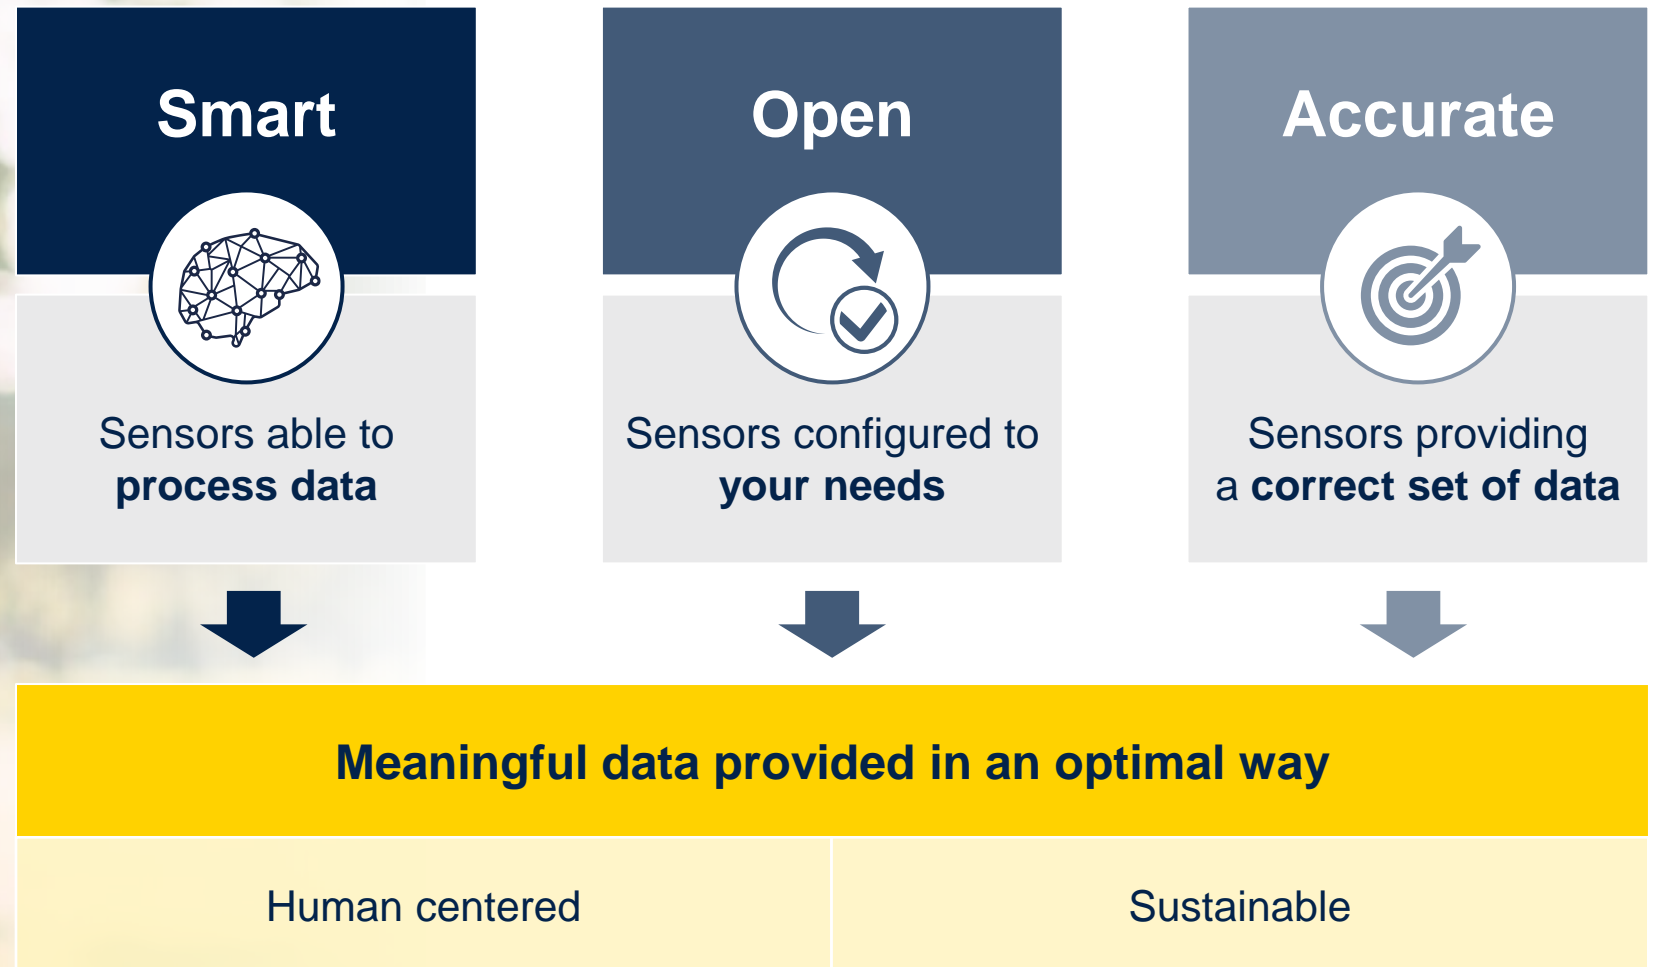 Smart
Open
Accurate
Sensors able to
process data
Sensors configured to
your needs
Sensors providing
a correct set of data
Meaningful data provided in an optimal way
Human centered
Sustainable